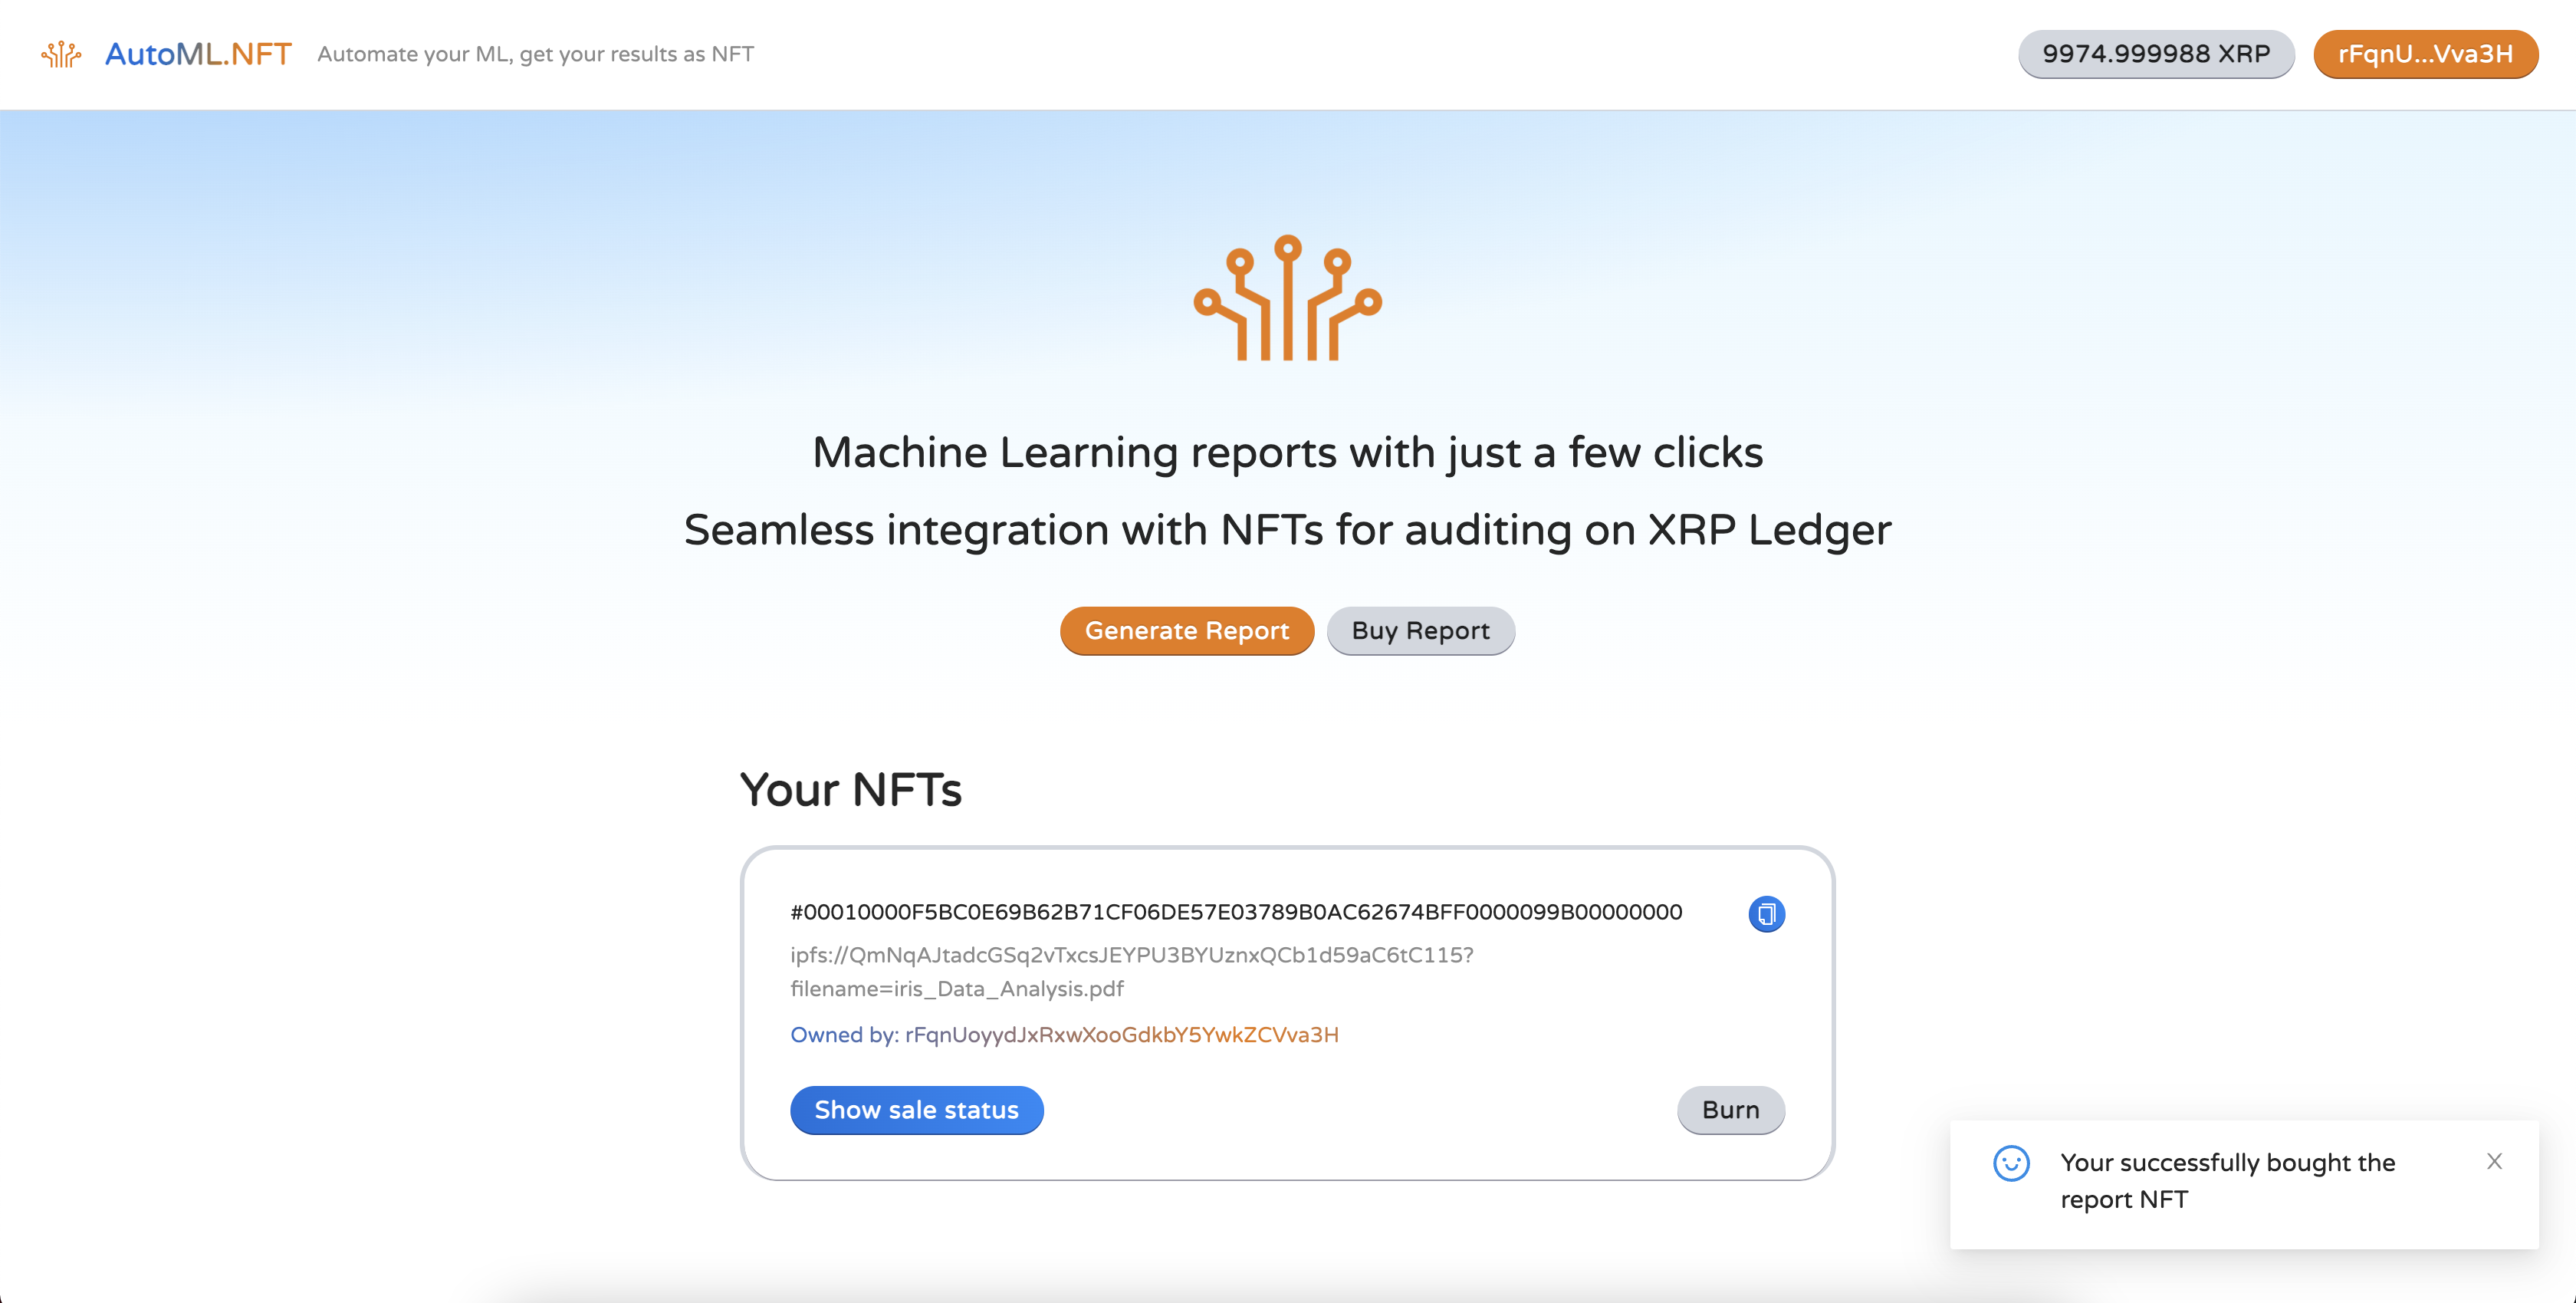 AutoML.NFT Automate your ML, get your results as NFT 9974.999988 XRP rFqnU...Vva3H
Machine Learning reports with just a few clicks
Seamless integration with NFTs for auditing on XRP Ledger
Generate Report Buy Report
Your NFTs
#00010000F5BC0E69B62B71CF06DE57E03789B0AC62674BFF0000099B00000000
ipfs://QmNqAJtadcGSq2vTxcsJEYPU3BYUznxQCb1d59aC6tC115?
filename=iris_Data_Analysis.pdf
Owned by: rFqnUoyydJxRxwXooGdkbY5YwkZCVva3H
Show sale status Burn
Your successfully bought the
report NFT